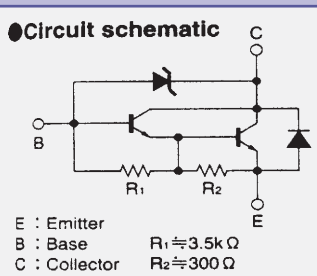 ●Circuit schematic
C
B
R₁
R₂
E
E : Emitter
B : Base R₁≒3.5kΩ
C : Collector R₂≒300Ω